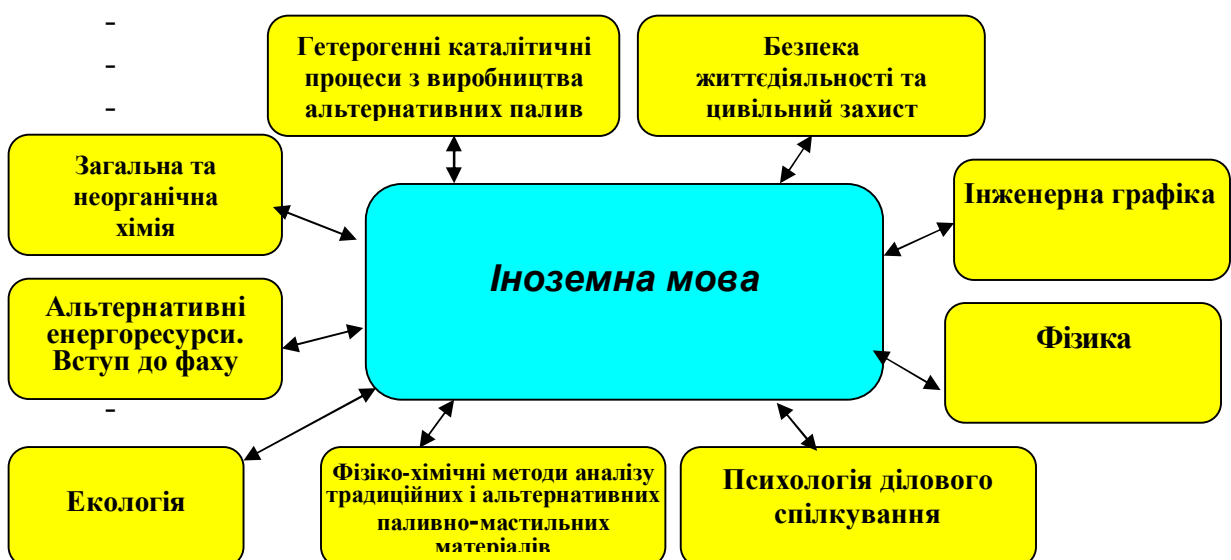 -
-
-
Гетерогенні каталітичні
процеси з виробництва
альтернативних палив
Безпека
життєдіяльності та
цивільний захист
Загальна та
неорганічна
хімія
Інженерна графіка
Іноземна мова
Альтернативні
енергоресурси.
Вступ до фаху
Фізика
-
Екологія
Фізико-хімічні методи аналізу
традиційних і альтернативних
паливно-мастильних
матеріалів
Психологія ділового
спілкування